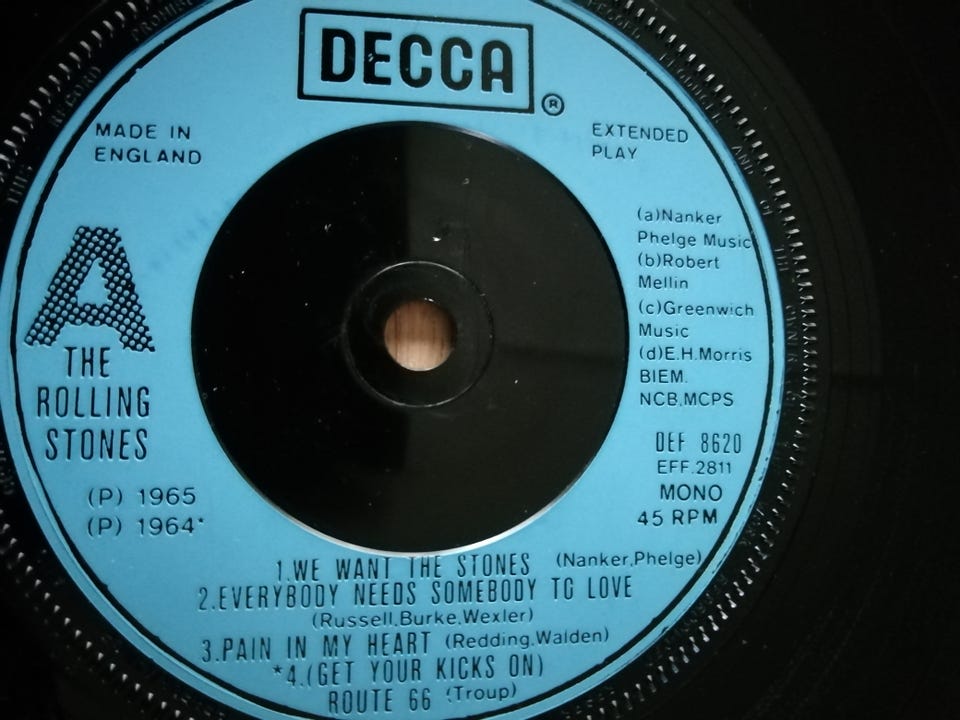 DECCA
®
MADE IN
ENGLAND
EXTENDED
PLAY
(a)Nanker
Phelge Music
(b)Robert
Mellin
(c)Greenwich
Music
(d)E.H.Morris
BIEM.
NCB,MCPS
A
THE
ROLLING
STONES
(P) 1965
(P) 1964*
DEF 8620
EFF.2811
MONO
45 RPM
1.WE WANT THE STONES (Nanker,Phelge)
2.EVERYBODY NEEDS SOMEBODY TO LOVE
(Russell,Burke,Wexler)
3.PAIN IN MY HEART (Redding,Walden)
*4.(GET YOUR KICKS ON)
ROUTE 66 (Troup)